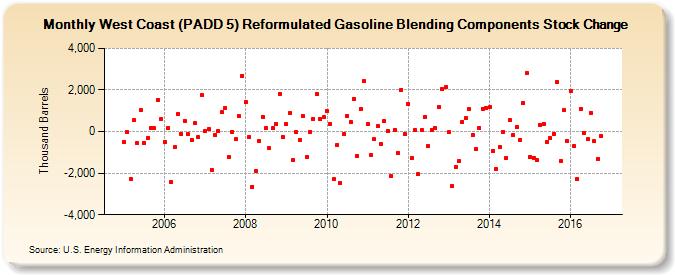 Monthly West Coast (PADD 5) Reformulated Gasoline Blending Components Stock Change
Thousand Barrels
4,000
2,000
0
-2,000
-4,000
2006 2008 2010 2012 2014 2016
Source: U.S. Energy Information Administration